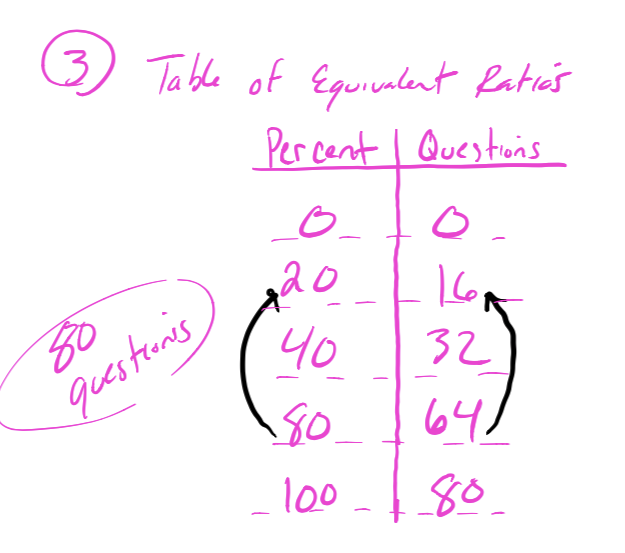 3 Table of Equivalent Ratios
Percent Questions
0 0
20 16
40 32
80 64
100 80
80
questions